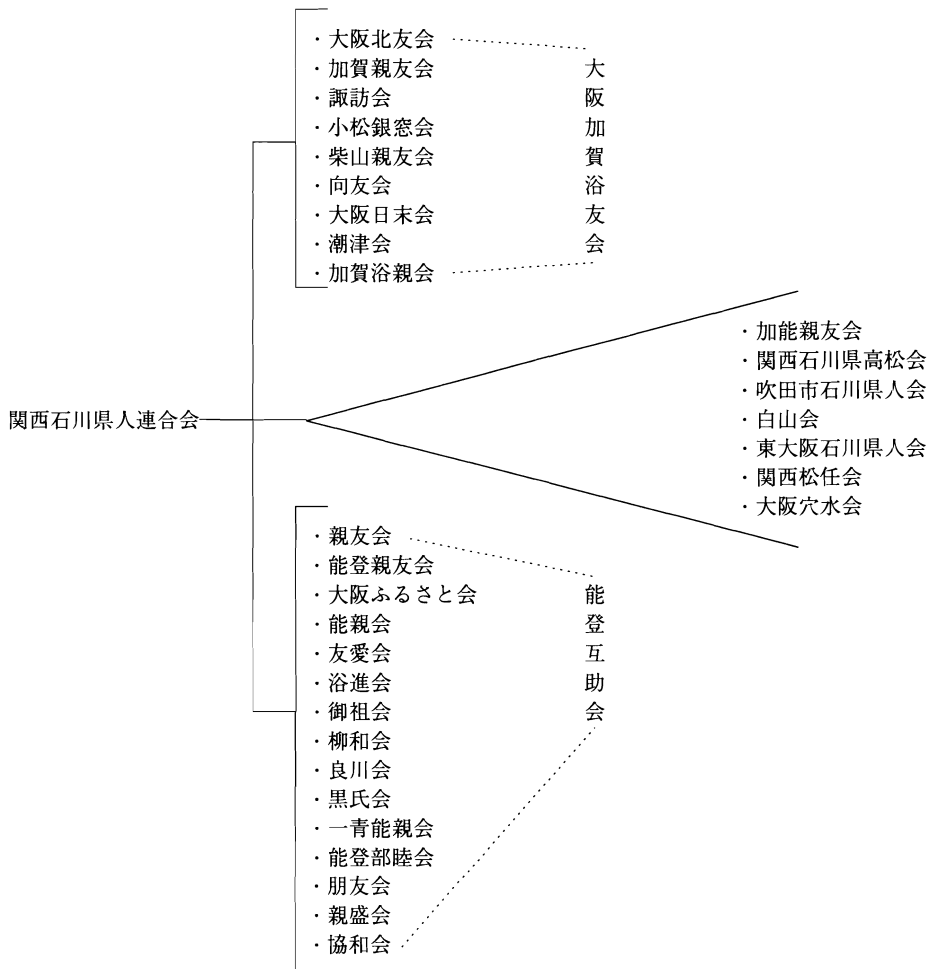 ・大阪北友会
・加賀親友会
・諏訪会
・小松銀窓会
・柴山親友会
・向友会
・大阪日末会
・潮津会
・加賀浴親会
大阪加賀浴友会
関西石川県人連合会
・加能親友会
・関西石川県高松会
・吹田市石川県人会
・白山会
・東大阪石川県人会
・関西松任会
・大阪穴水会
・親友会
・能登親友会
・大阪ふるさと会
・能親会
・友愛会
・浴進会
・御祖会
・柳和会
・良川会
・黒氏会
・一青能親会
・能登部睦会
・朋友会
・親盛会
・協和会
能登互助会